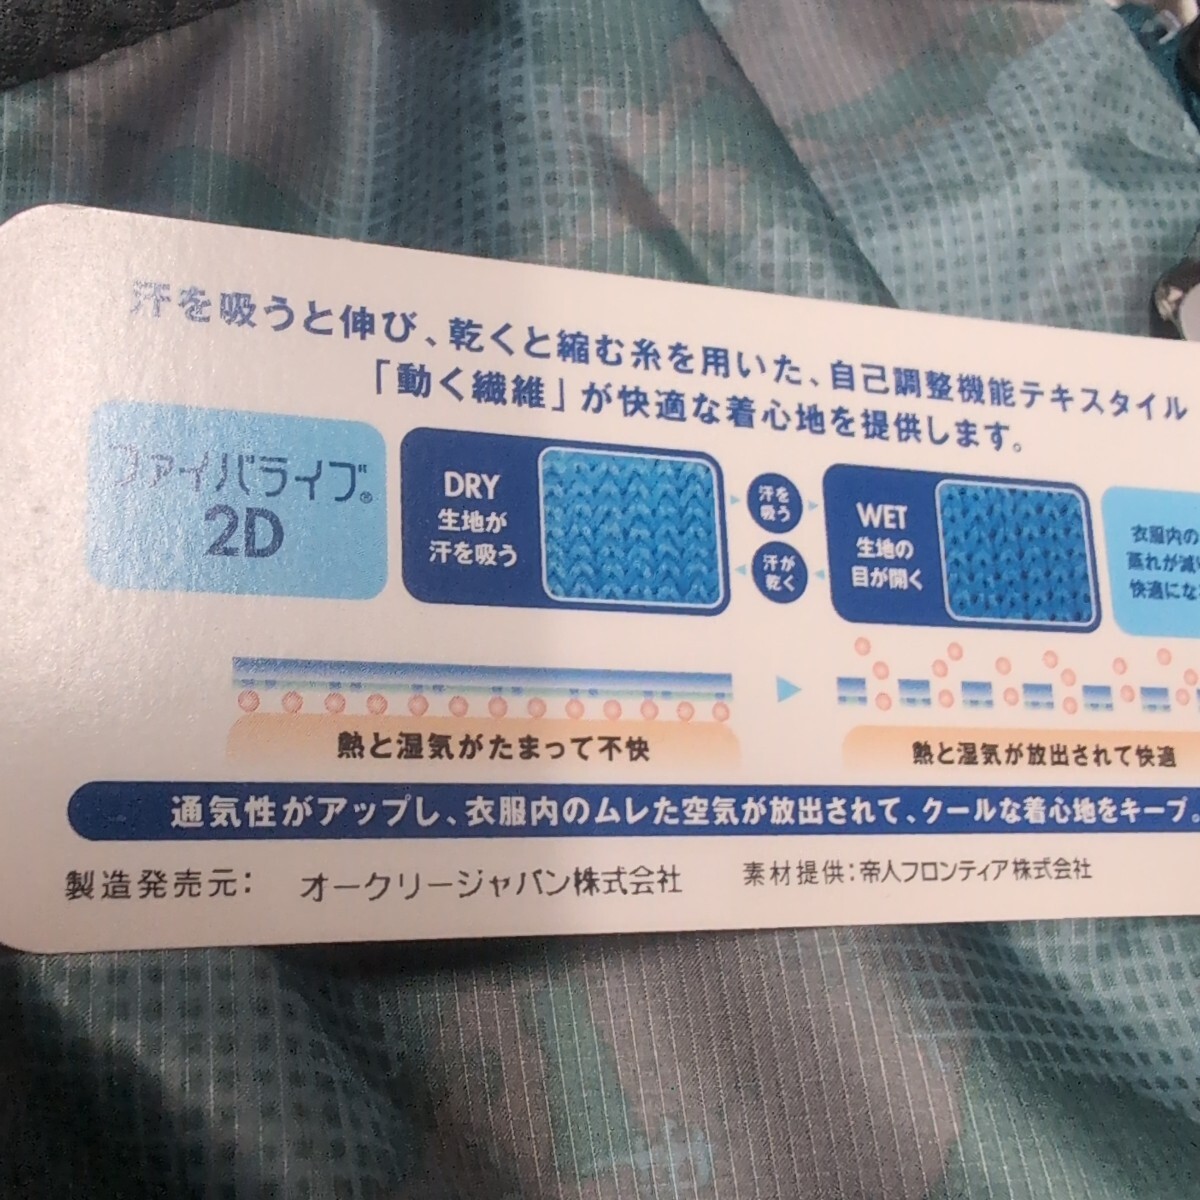 汗を吸うと伸び、乾くと縮む糸を用いた、自己調整機能テキスタイル
「動く繊維」が快適な着心地を提供します。
ファイバライブ®
2D
DRY
生地が
汗を吸う
汗を
吸う
汗が
乾く
WET
生地の
目が開く
衣服内の
蒸れが減
快適にな
熱と湿気がたまって不快
熱と湿気が放出されて快適
通気性がアップし、衣服内のムレた空気が放出されて、クールな着心地をキープ。
製造発売元： オークリージャパン株式会社
素材提供：帝人フロンティア株式会社